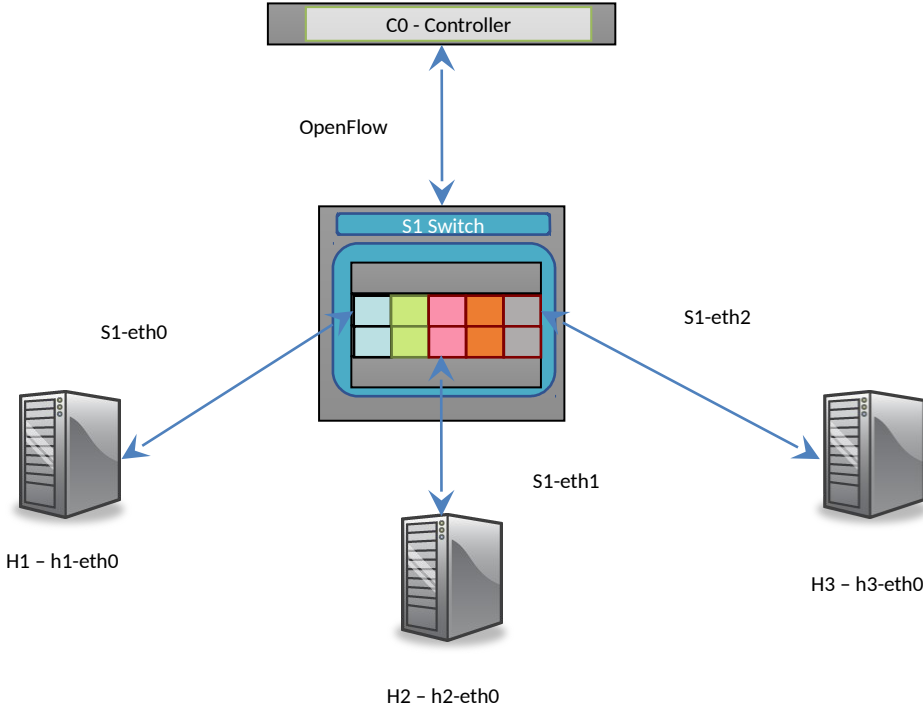 C0 - Controller
OpenFlow
S1 Switch
S1-eth0
S1-eth2
S1-eth1
H1 – h1-eth0
H3 – h3-eth0
H2 – h2-eth0